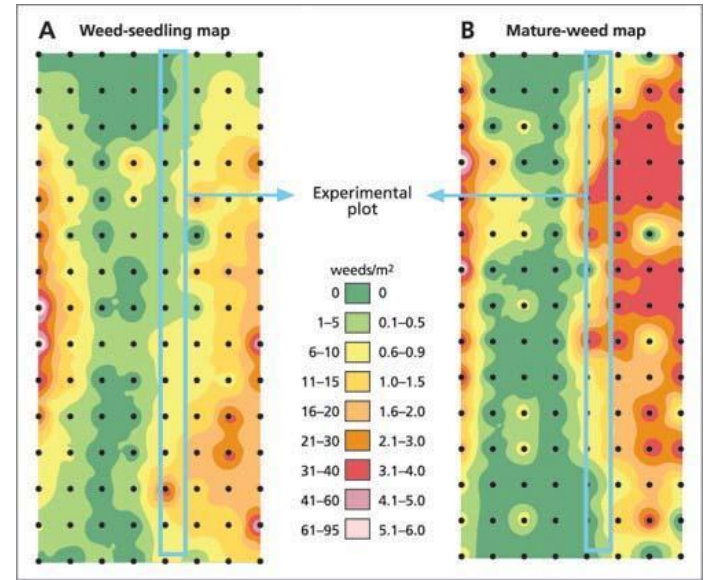 A Weed-seedling map
B Mature-weed map
Experimental
plot
weeds/m²
0 0
1–5 0.1–0.5
6–10 0.6–0.9
11–15 1.0–1.5
16–20 1.6–2.0
21–30 2.1–3.0
31–40 3.1–4.0
41–60 4.1–5.0
61–95 5.1–6.0